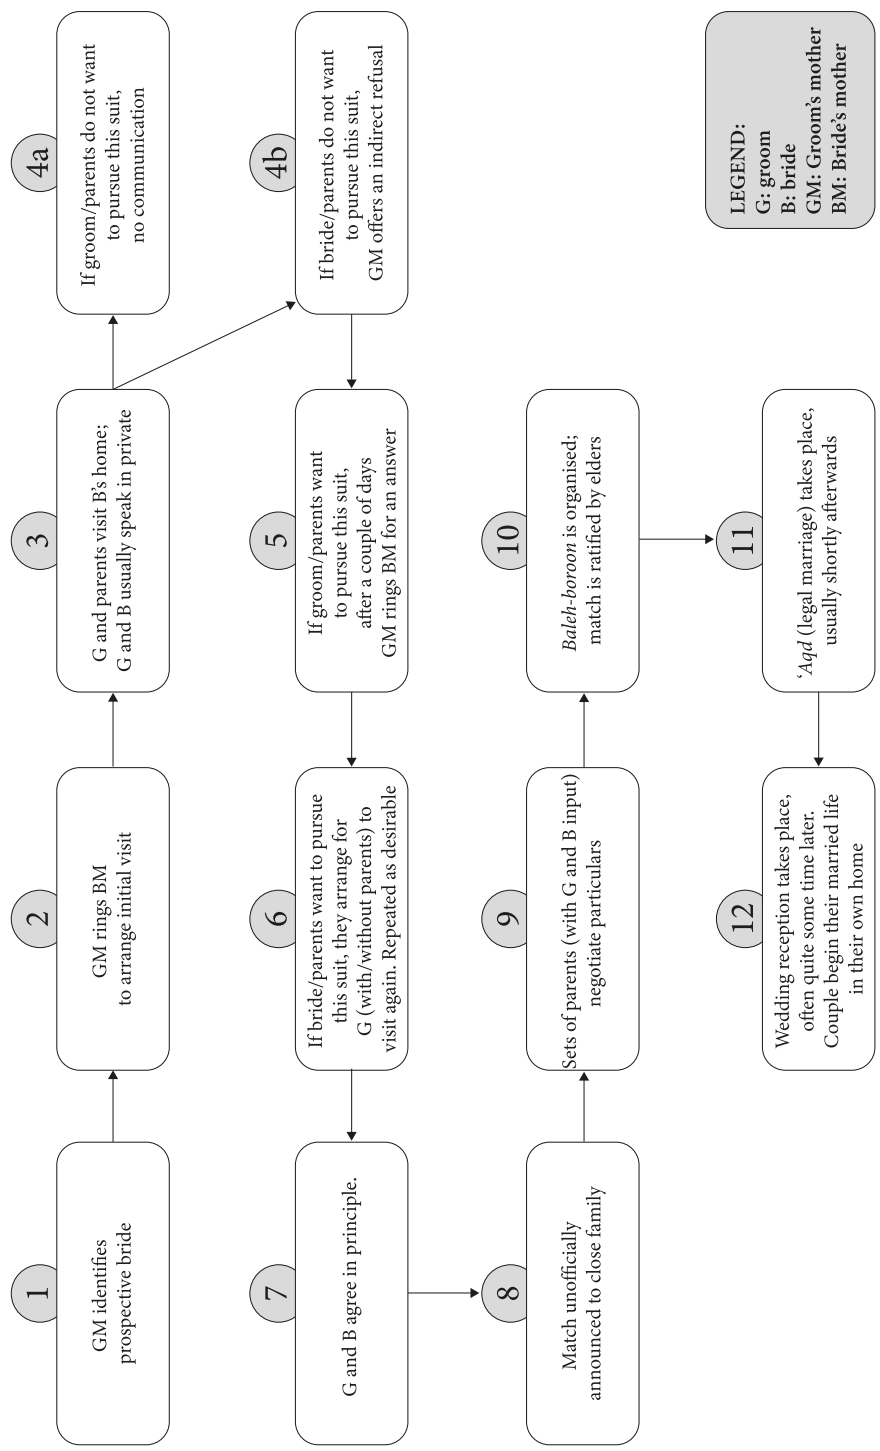 1
GM identifies
prospective bride
2
GM rings BM
to arrange initial visit
3
G and parents visit B’s home;
G and B usually speak in private
4a
If groom/parents do not want
to pursue this suit,
no communication
4b
If bride/parents do not want
to pursue this suit,
GM offers an indirect refusal
5
If groom/parents want
to pursue this suit,
after a couple of days
GM rings BM for an answer
6
If bride/parents want to pursue
this suit, they arrange for
G (with/without parents) to
visit again. Repeated as desirable
7
G and B agree in principle.
8
Match unofficially
announced to close family
9
Sets of parents (with G and B input)
negotiate particulars
10
Baleh-boroon is organised;
match is ratified by elders
11
‘Aqd (legal marriage) takes place,
usually shortly afterwards
12
Wedding reception takes place,
often quite some time later.
Couple begin their married life
in their own home
LEGEND:
G: groom
B: bride
GM: Groom’s mother
BM: Bride’s mother